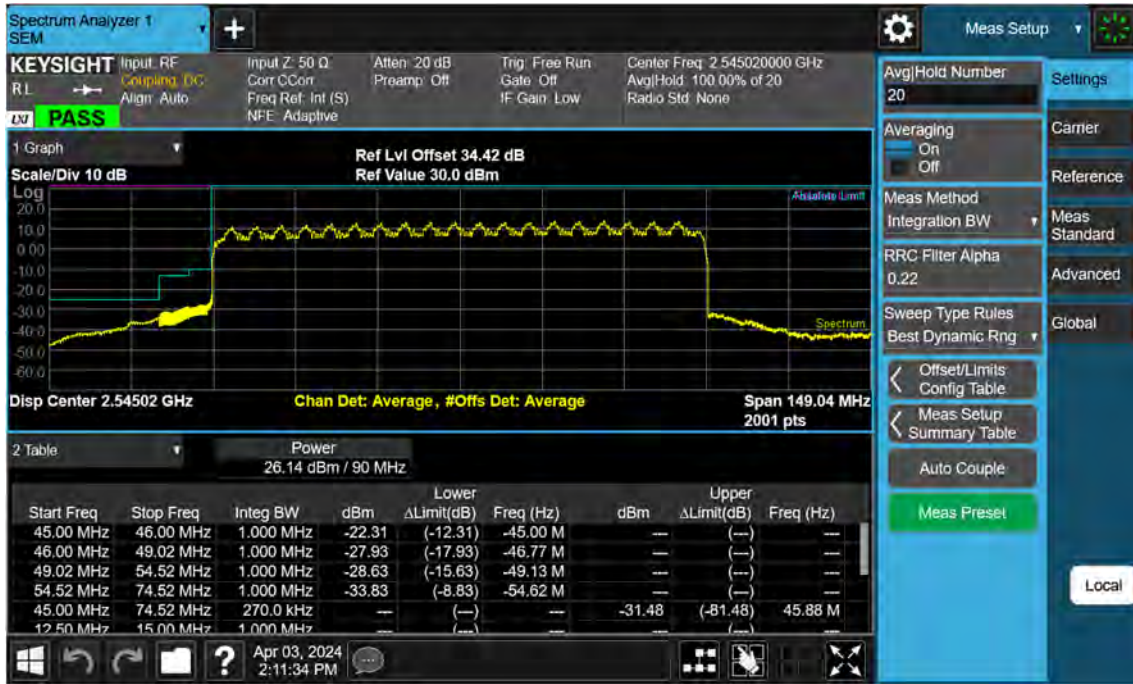 Spectrum Analyzer 1
SEM
+
Meas Setup
KEYSIGHT
RL
LXI PASS
Input: RF
Coupling: DC
Align: Auto
Input Z: 50 Ω
Corr CCorr
Freq Ref: Int (S)
NFE: Adaptive
Atten: 20 dB
Preamp: Off
Trig: Free Run
Gate: Off
IF Gain: Low
Center Freq: 2.545020000 GHz
Avg|Hold: 100.00% of 20
Radio Std: None
1 Graph
Scale/Div 10 dB
Ref Lvl Offset 34.42 dB
Ref Value 30.0 dBm
Log
20.0
10.0
0.00
-10.0
-20.0
-30.0
-40.0
-50.0
-60.0
Absolute Limit
Spectrum
Disp Center 2.54502 GHz
Chan Det: Average, #Offs Det: Average
Span 149.04 MHz
2001 pts
2 Table
Power
26.14 dBm / 90 MHz
Lower Upper
Start Freq Stop Freq Integ BW dBm ΔLimit(dB) Freq (Hz) dBm ΔLimit(dB) Freq (Hz)
45.00 MHz 46.00 MHz 1.000 MHz -22.31 (-12.31) -45.00 M --- (---) ---
46.00 MHz 49.02 MHz 1.000 MHz -27.93 (-17.93) -46.77 M --- (---) ---
49.02 MHz 54.52 MHz 1.000 MHz -28.63 (-15.63) -49.13 M --- (---) ---
54.52 MHz 74.52 MHz 1.000 MHz -33.83 (-8.83) -54.62 M --- (---) ---
45.00 MHz 74.52 MHz 270.0 kHz --- (---) --- -31.48 (-81.48) 45.88 M
12.50 MHz 15.00 MHz 1.000 MHz --- (---) --- --- (---) ---
Avg|Hold Number
20
Averaging
On
Off
Meas Method
Integration BW
RRC Filter Alpha
0.22
Sweep Type Rules
Best Dynamic Rng
Offset/Limits
Config Table
Meas Setup
Summary Table
Auto Couple
Meas Preset
Settings
Carrier
Reference
Meas
Standard
Advanced
Global
Local
?
Apr 03, 2024
2:11:34 PM